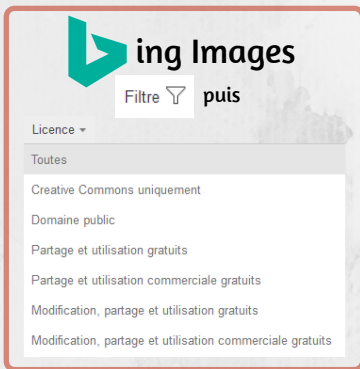 bing Images
Filtre puis
Licence
Toutes
Creative Commons uniquement
Domaine public
Partage et utilisation gratuits
Partage et utilisation commerciale gratuits
Modification, partage et utilisation gratuits
Modification, partage et utilisation commerciale gratuits